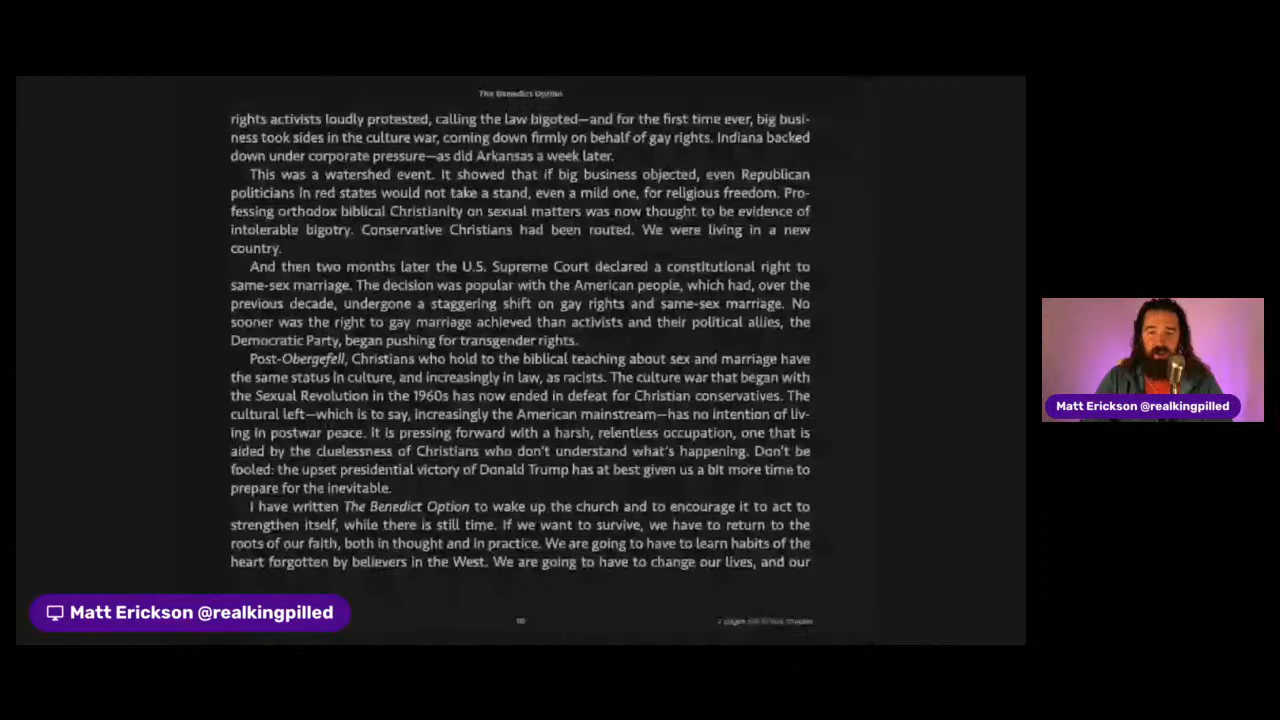 The Benedict Option
rights activists loudly protested, calling the law bigoted—and for the first time ever, big busi-
ness took sides in the culture war, coming down firmly on behalf of gay rights. Indiana backed
down under corporate pressure—as did Arkansas a week later.
This was a watershed event. It showed that if big business objected, even Republican
politicians in red states would not take a stand, even a mild one, for religious freedom. Pro-
fessing orthodox biblical Christianity on sexual matters was now thought to be evidence of
intolerable bigotry. Conservative Christians had been routed. We were living in a new
country.
And then two months later the U.S. Supreme Court declared a constitutional right to
same-sex marriage. The decision was popular with the American people, which had, over the
previous decade, undergone a staggering shift on gay rights and same-sex marriage. No
sooner was the right to gay marriage achieved than activists and their political allies, the
Democratic Party, began pushing for transgender rights.
Post-Obergefell, Christians who hold to the biblical teaching about sex and marriage have
the same status in culture, and increasingly in law, as racists. The culture war that began with
the Sexual Revolution in the 1960s has now ended in defeat for Christian conservatives. The
cultural left—which is to say, increasingly the American mainstream—has no intention of liv-
ing in postwar peace. It is pressing forward with a harsh, relentless occupation, one that is
aided by the cluelessness of Christians who don't understand what's happening. Don't be
fooled: the upset presidential victory of Donald Trump has at best given us a bit more time to
prepare for the inevitable.
I have written The Benedict Option to wake up the church and to encourage it to act to
strengthen itself, while there is still time. If we want to survive, we have to return to the
roots of our faith, both in thought and in practice. We are going to have to learn habits of the
heart forgotten by believers in the West. We are going to have to change our lives, and our
Matt Erickson @realkingpilled
Matt Erickson @realkingpilled